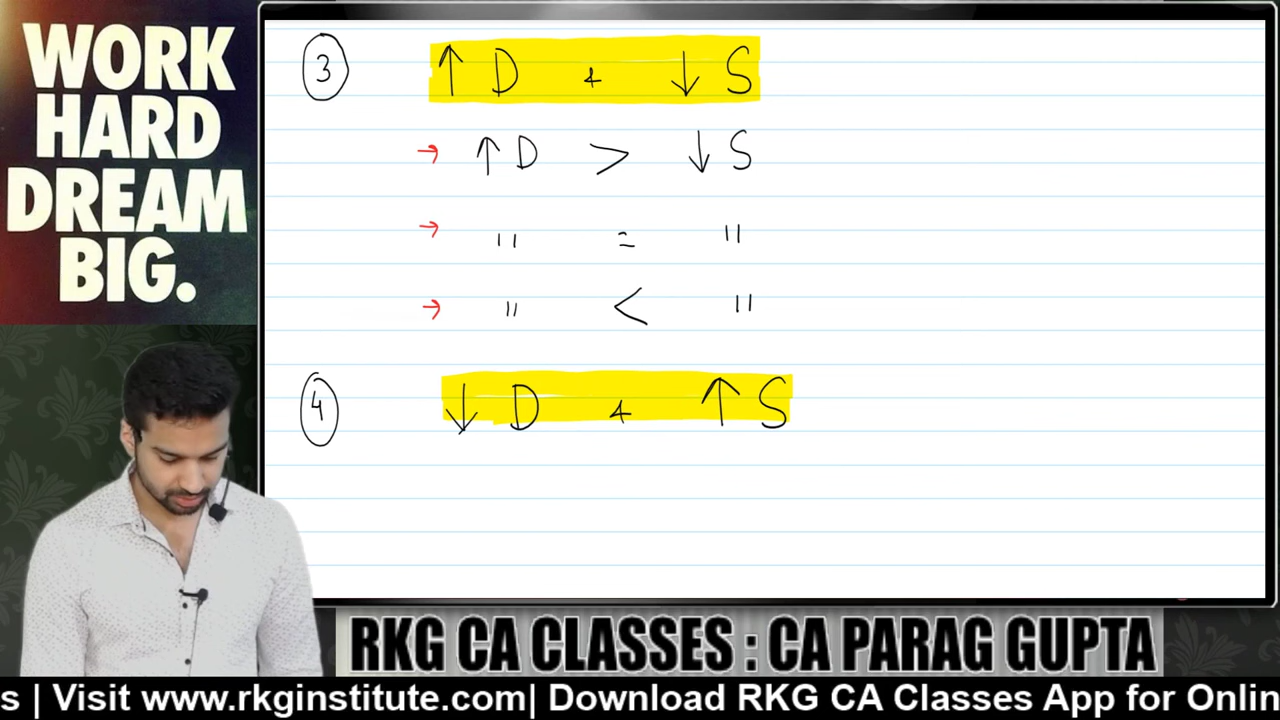 WORK
HARD
DREAM
BIG.
③ ↑ D + ↓ S
→ ↑ D > ↓ S
→ " = "
→ " < "
④ ↓ D + ↑ S
RKG CA CLASSES : CA PARAG GUPTA
s | Visit www.rkginstitute.com| Download RKG CA Classes App for Onlin